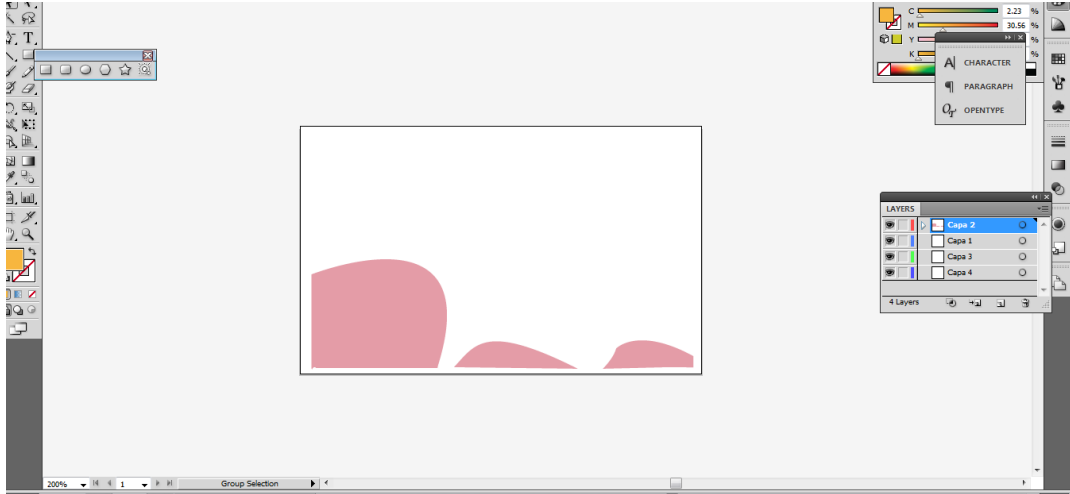 C 2.23 %
M 30.56 %
Y %
K %
CHARACTER
PARAGRAPH
OPENTYPE
LAYERS
Capa 2
Capa 1
Capa 3
Capa 4
4 Layers
200% 1 Group Selection